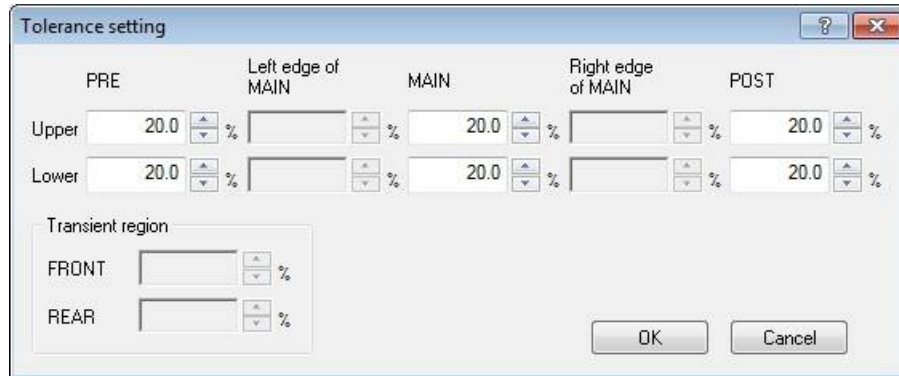 Tolerance setting
?
PRE
Left edge of
MAIN
MAIN
Right edge
of MAIN
POST
Upper 20.0 % % 20.0 % % 20.0 %
Lower 20.0 % % 20.0 % % 20.0 %
Transient region
FRONT %
REAR %
OK Cancel